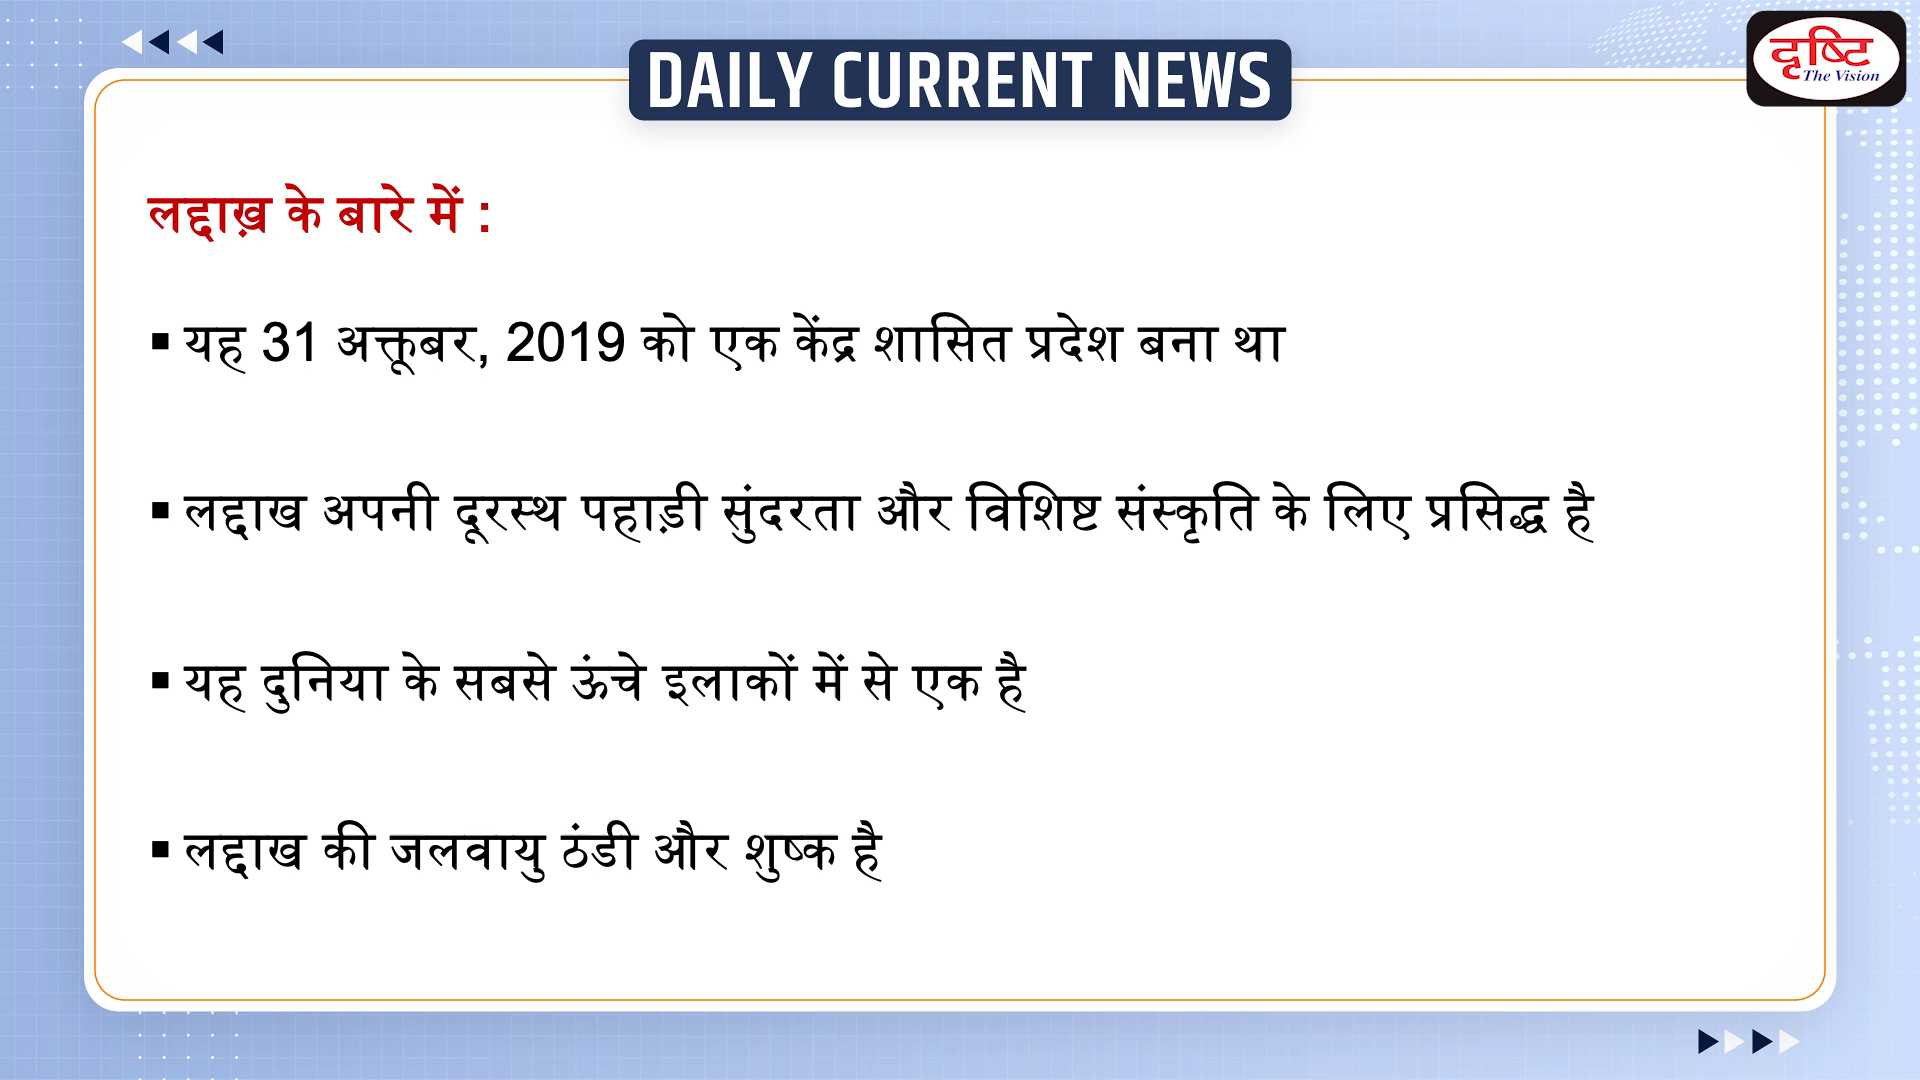 DAILY CURRENT NEWS
दृष्टि
The Vision
लद्दाख़ के बारे में :
▪ यह 31 अक्तूबर, 2019 को एक केंद्र शासित प्रदेश बना था
▪ लद्दाख अपनी दूरस्थ पहाड़ी सुंदरता और विशिष्ट संस्कृति के लिए प्रसिद्ध है
▪ यह दुनिया के सबसे ऊंचे इलाकों में से एक है
▪ लद्दाख की जलवायु ठंडी और शुष्क है